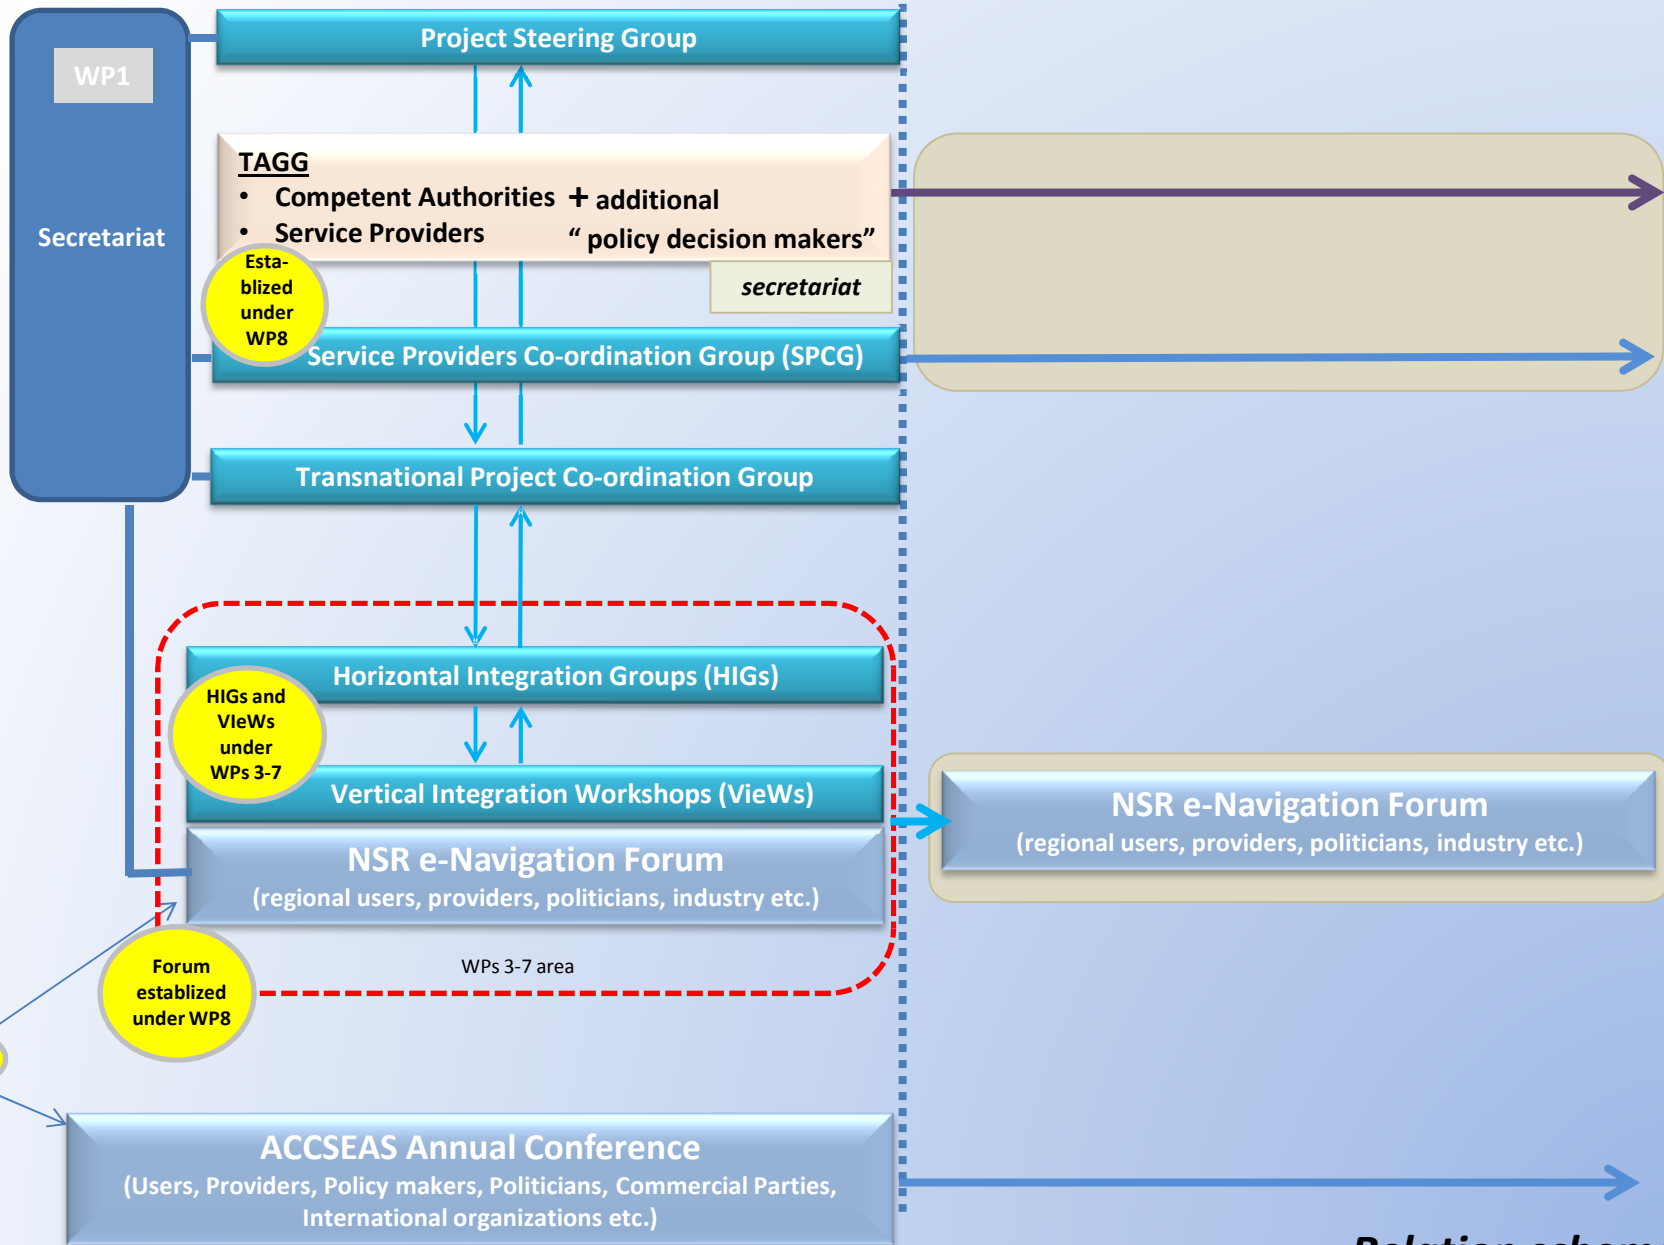 Project Steering Group
WP1
Secretariat
TAGG
• Competent Authorities + additional
• Service Providers “ policy decision makers”
secretariat
Esta-
blized
under
WP8
Service Providers Co-ordination Group (SPCG)
Transnational Project Co-ordination Group
Horizontal Integration Groups (HIGs)
HIGs and
VIeWs
under
WPs 3-7
Vertical Integration Workshops (VieWs)
NSR e-Navigation Forum
(regional users, providers, politicians, industry etc.)
NSR e-Navigation Forum
(regional users, providers, politicians, industry etc.)
WPs 3-7 area
Forum
establized
under WP8
ACCSEAS Annual Conference
(Users, Providers, Policy makers, Politicians, Commercial Parties,
International organizations etc.)
Relation